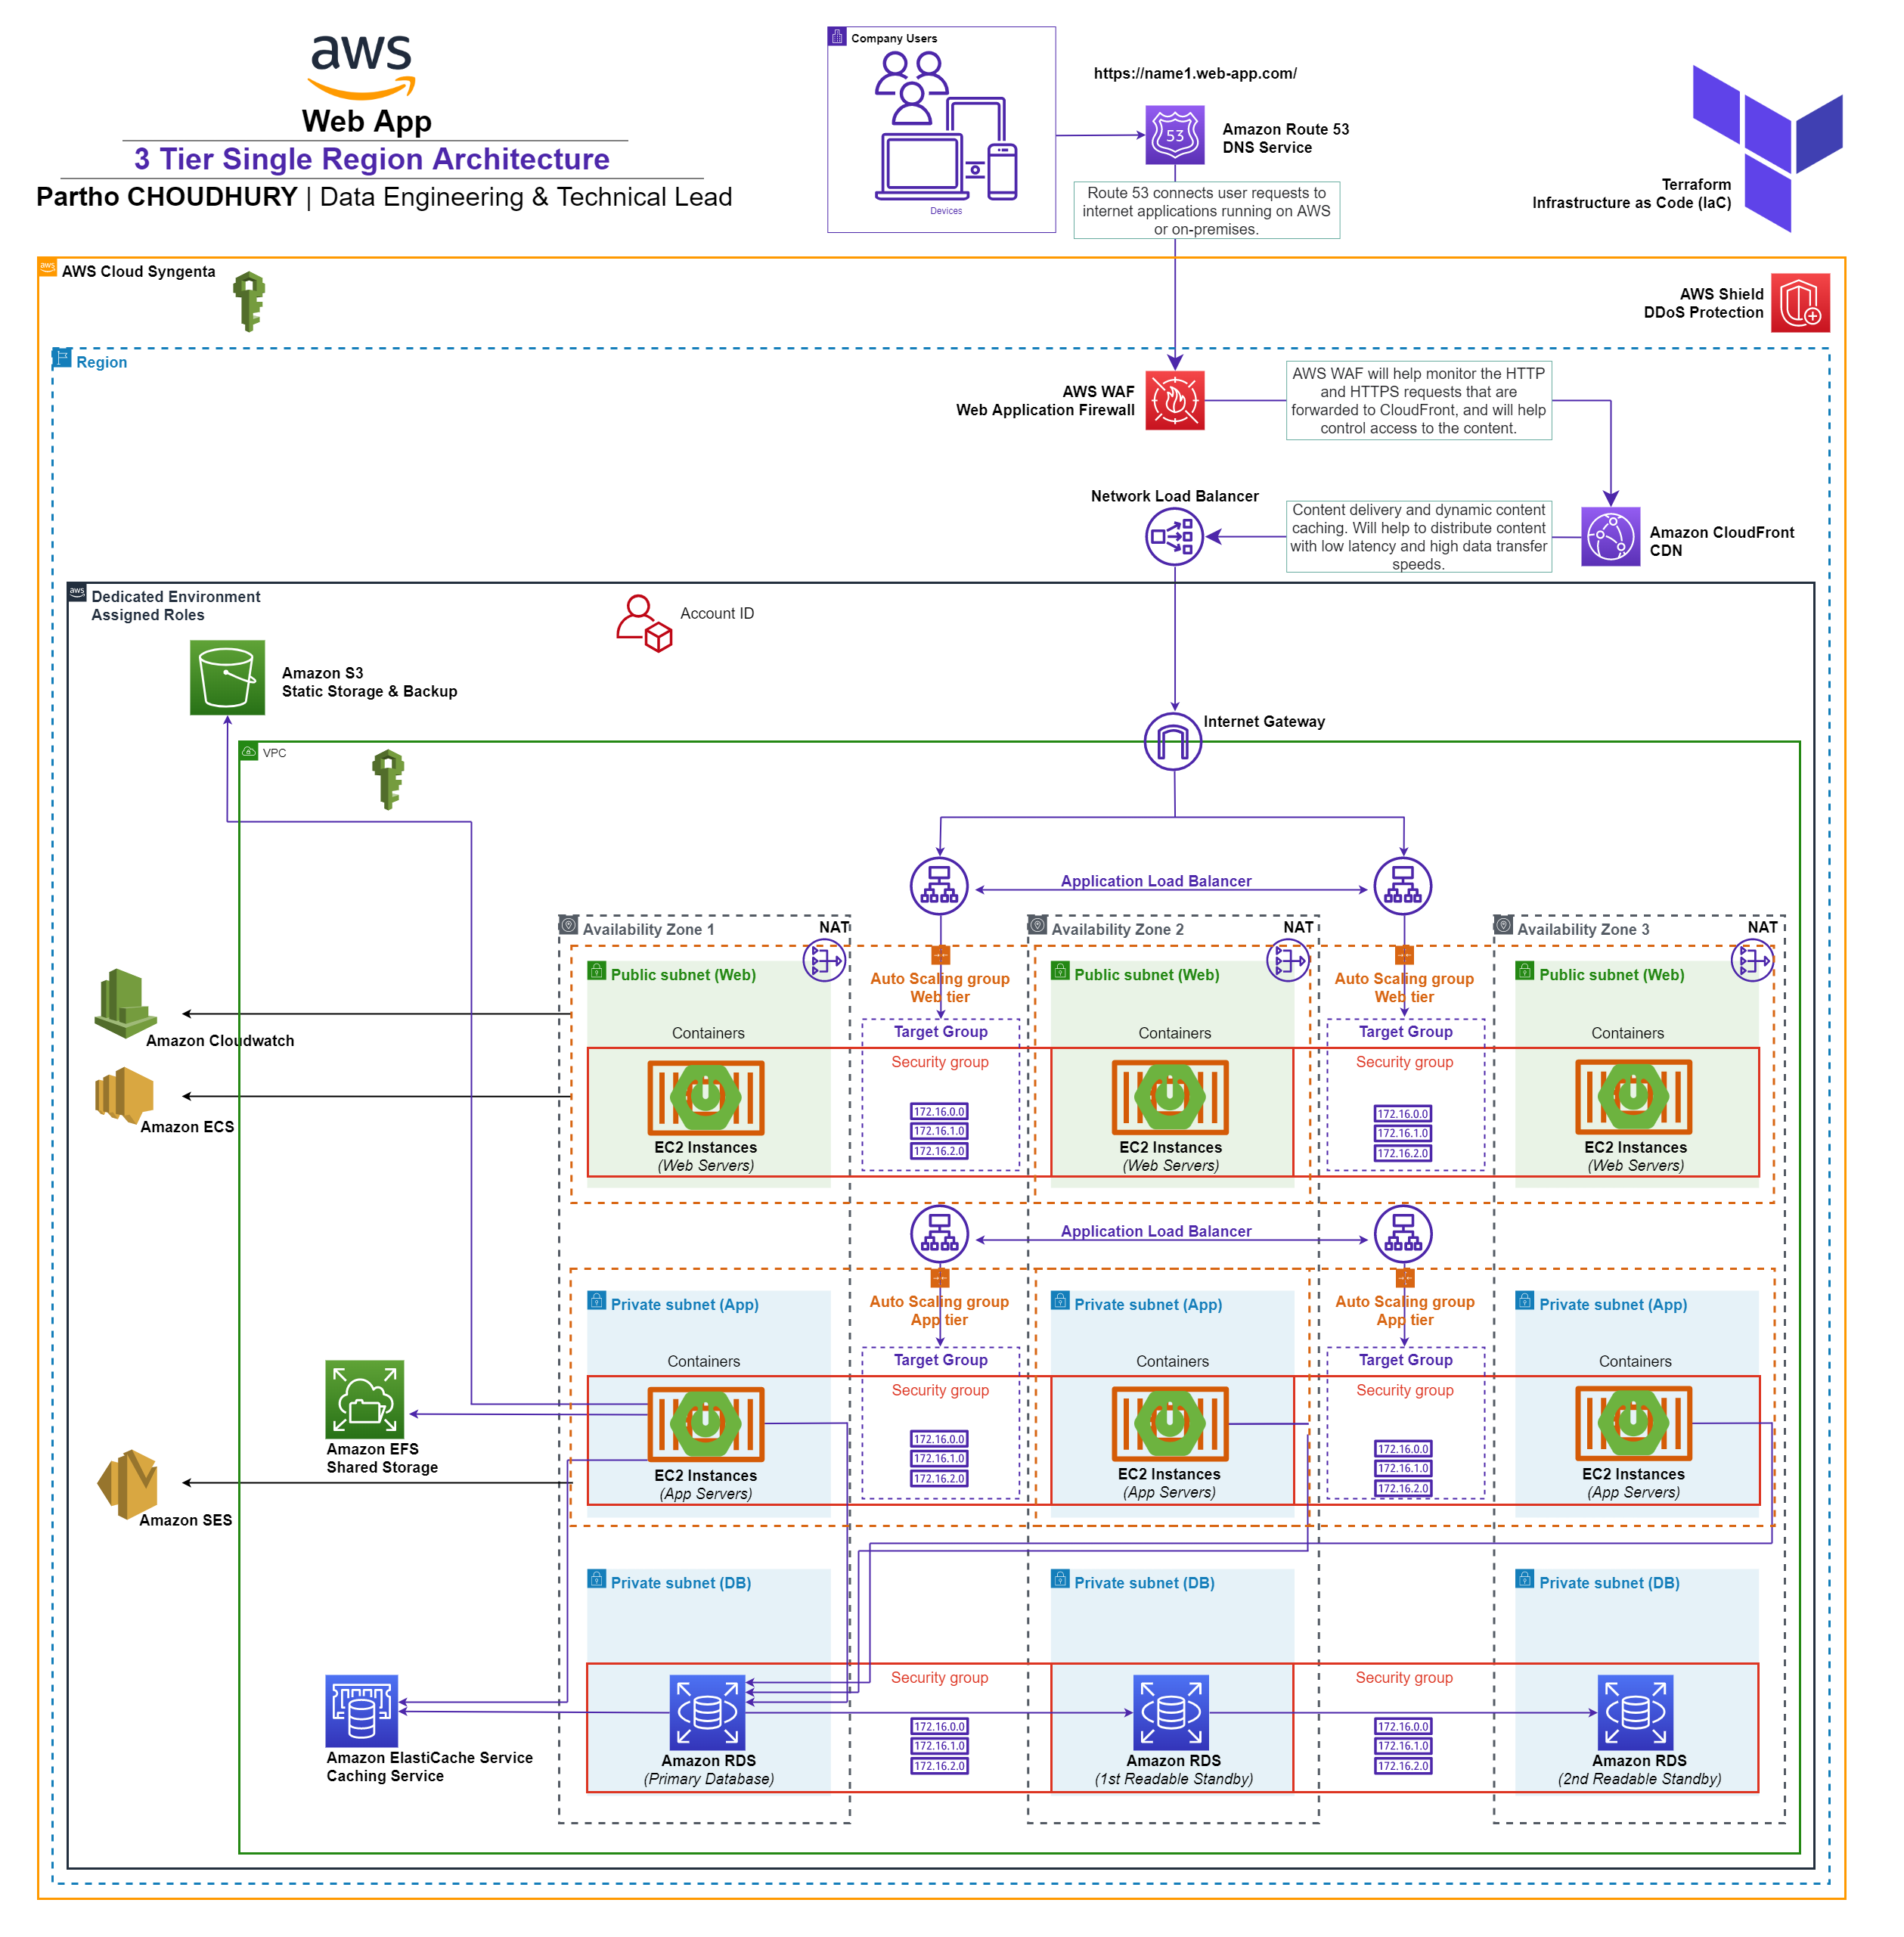 aws
Web App
3 Tier Single Region Architecture
Partho CHOUDHURY | Data Engineering & Technical Lead
Company Users
Devices
https://name1.web-app.com/
53
Amazon Route 53
DNS Service
Route 53 connects user requests to
internet applications running on AWS
or on-premises.
Terraform
Infrastructure as Code (IaC)
aws
AWS Cloud Syngenta
AWS Shield
DDoS Protection
Region
AWS WAF
Web Application Firewall
AWS WAF will help monitor the HTTP
and HTTPS requests that are
forwarded to CloudFront, and will help
control access to the content.
Network Load Balancer
Content delivery and dynamic content
caching. Will help to distribute content
with low latency and high data transfer
speeds.
Amazon CloudFront
CDN
aws
Dedicated Environment
Assigned Roles
Account ID
Amazon S3
Static Storage & Backup
Internet Gateway
VPC
Application Load Balancer
Availability Zone 1
NAT
Availability Zone 2
NAT
Availability Zone 3
NAT
Public subnet (Web)
Auto Scaling group
Web tier
Public subnet (Web)
Auto Scaling group
Web tier
Public subnet (Web)
Containers
Target Group
Containers
Target Group
Containers
Security group
Security group
172.16.0.0
172.16.1.0
172.16.2.0
172.16.0.0
172.16.1.0
172.16.2.0
EC2 Instances
(Web Servers)
EC2 Instances
(Web Servers)
EC2 Instances
(Web Servers)
Amazon Cloudwatch
Amazon ECS
Application Load Balancer
Private subnet (App)
Auto Scaling group
App tier
Private subnet (App)
Auto Scaling group
App tier
Private subnet (App)
Containers
Target Group
Containers
Target Group
Containers
Security group
Security group
172.16.0.0
172.16.1.0
172.16.2.0
172.16.0.0
172.16.1.0
172.16.2.0
EC2 Instances
(App Servers)
EC2 Instances
(App Servers)
EC2 Instances
(App Servers)
Amazon EFS
Shared Storage
Amazon SES
Private subnet (DB)
Private subnet (DB)
Private subnet (DB)
Security group
Security group
172.16.0.0
172.16.1.0
172.16.2.0
172.16.0.0
172.16.1.0
172.16.2.0
Amazon ElastiCache Service
Caching Service
Amazon RDS
(Primary Database)
Amazon RDS
(1st Readable Standby)
Amazon RDS
(2nd Readable Standby)